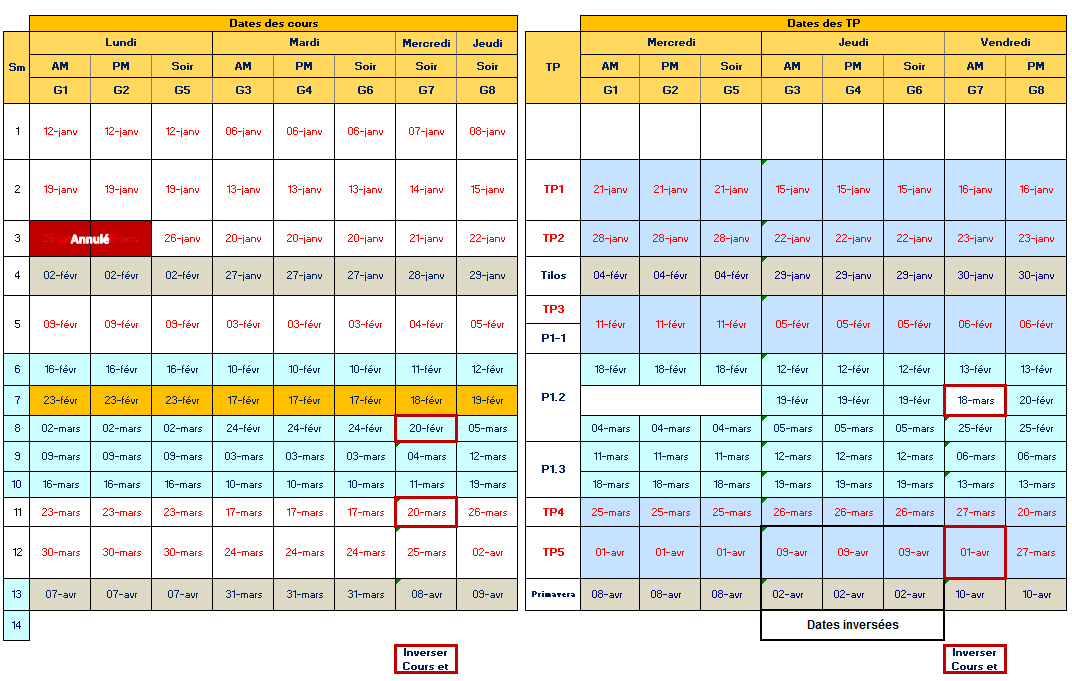 Dates des cours Dates des TP
Sm Lundi Mardi Mercredi Jeudi TP Mercredi Jeudi Vendredi
AM PM Soir AM PM Soir Soir Soir AM PM Soir AM PM Soir AM PM
G1 G2 G5 G3 G4 G6 G7 G8 G1 G2 G5 G3 G4 G6 G7 G8
1 12-janv 12-janv 12-janv 06-janv 06-janv 06-janv 07-janv 08-janv
2 19-janv 19-janv 19-janv 13-janv 13-janv 13-janv 14-janv 15-janv TP1 21-janv 21-janv 21-janv 15-janv 15-janv 15-janv 16-janv 16-janv
3 Annulé 26-janv 20-janv 20-janv 20-janv 21-janv 22-janv TP2 28-janv 28-janv 28-janv 22-janv 22-janv 22-janv 23-janv 23-janv
4 02-févr 02-févr 02-févr 27-janv 27-janv 27-janv 28-janv 29-janv Tilos 04-févr 04-févr 04-févr 29-janv 29-janv 29-janv 30-janv 30-janv
5 09-févr 09-févr 09-févr 03-févr 03-févr 03-févr 04-févr 05-févr TP3 11-févr 11-févr 11-févr 05-févr 05-févr 05-févr 06-févr 06-févr
P1-1
6 16-févr 16-févr 16-févr 10-févr 10-févr 10-févr 11-févr 12-févr P1.2 18-févr 18-févr 18-févr 12-févr 12-févr 12-févr 13-févr 13-févr
7 23-févr 23-févr 23-févr 17-févr 17-févr 17-févr 18-févr 19-févr 19-févr 19-févr 19-févr 18-mars 20-févr
8 02-mars 02-mars 02-mars 24-févr 24-févr 24-févr 20-févr 05-mars 04-mars 04-mars 04-mars 05-mars 05-mars 05-mars 25-févr 25-févr
9 09-mars 09-mars 09-mars 03-mars 03-mars 03-mars 04-mars 12-mars P1.3 11-mars 11-mars 11-mars 12-mars 12-mars 12-mars 06-mars 06-mars
10 16-mars 16-mars 16-mars 10-mars 10-mars 10-mars 11-mars 19-mars 18-mars 18-mars 18-mars 19-mars 19-mars 19-mars 13-mars 13-mars
11 23-mars 23-mars 23-mars 17-mars 17-mars 17-mars 20-mars 26-mars TP4 25-mars 25-mars 25-mars 26-mars 26-mars 26-mars 27-mars 20-mars
12 30-mars 30-mars 30-mars 24-mars 24-mars 24-mars 25-mars 02-avr TP5 01-avr 01-avr 01-avr 09-avr 09-avr 09-avr 01-avr 27-mars
13 07-avr 07-avr 07-avr 31-mars 31-mars 31-mars 08-avr 09-avr Primavera 08-avr 08-avr 08-avr 02-avr 02-avr 02-avr 10-avr 10-avr
14 Dates inversées
Inverser Inverser
Cours et Cours et